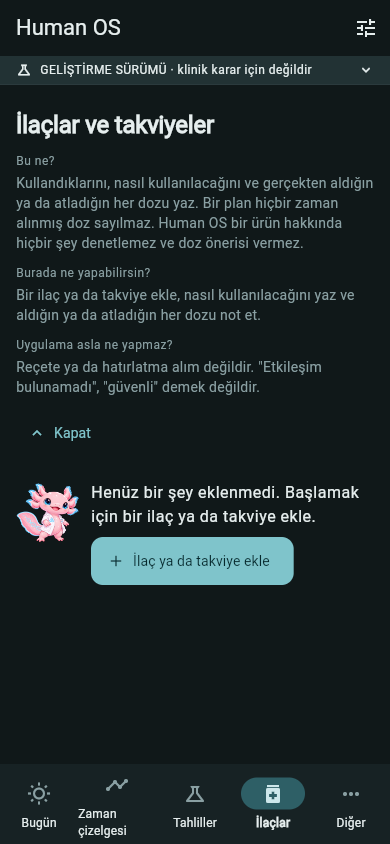 Human OS
GELİŞTİRME SÜRÜMÜ · klinik karar için değildir
İlaçlar ve takviyeler
Bu ne?
Kullandıklarını, nasıl kullanılacağını ve gerçekten aldığın
ya da atladığın her dozu yaz. Bir plan hiçbir zaman
alınmış doz sayılmaz. Human OS bir ürün hakkında
hiçbir şey denetlemez ve doz önerisi vermez.
Burada ne yapabilirsin?
Bir ilaç ya da takviye ekle, nasıl kullanılacağını yaz ve
aldığın ya da atladığın her dozu not et.
Uygulama asla ne yapmaz?
Reçete ya da hatırlatma alım değildir. "Etkileşim
bulunamadı", "güvenli" demek değildir.
Kapat
Henüz bir şey eklenmedi. Başlamak
için bir ilaç ya da takviye ekle.
İlaç ya da takviye ekle
Bugün
Zaman
çizelgesi
Tahliller
İlaçlar
Diğer